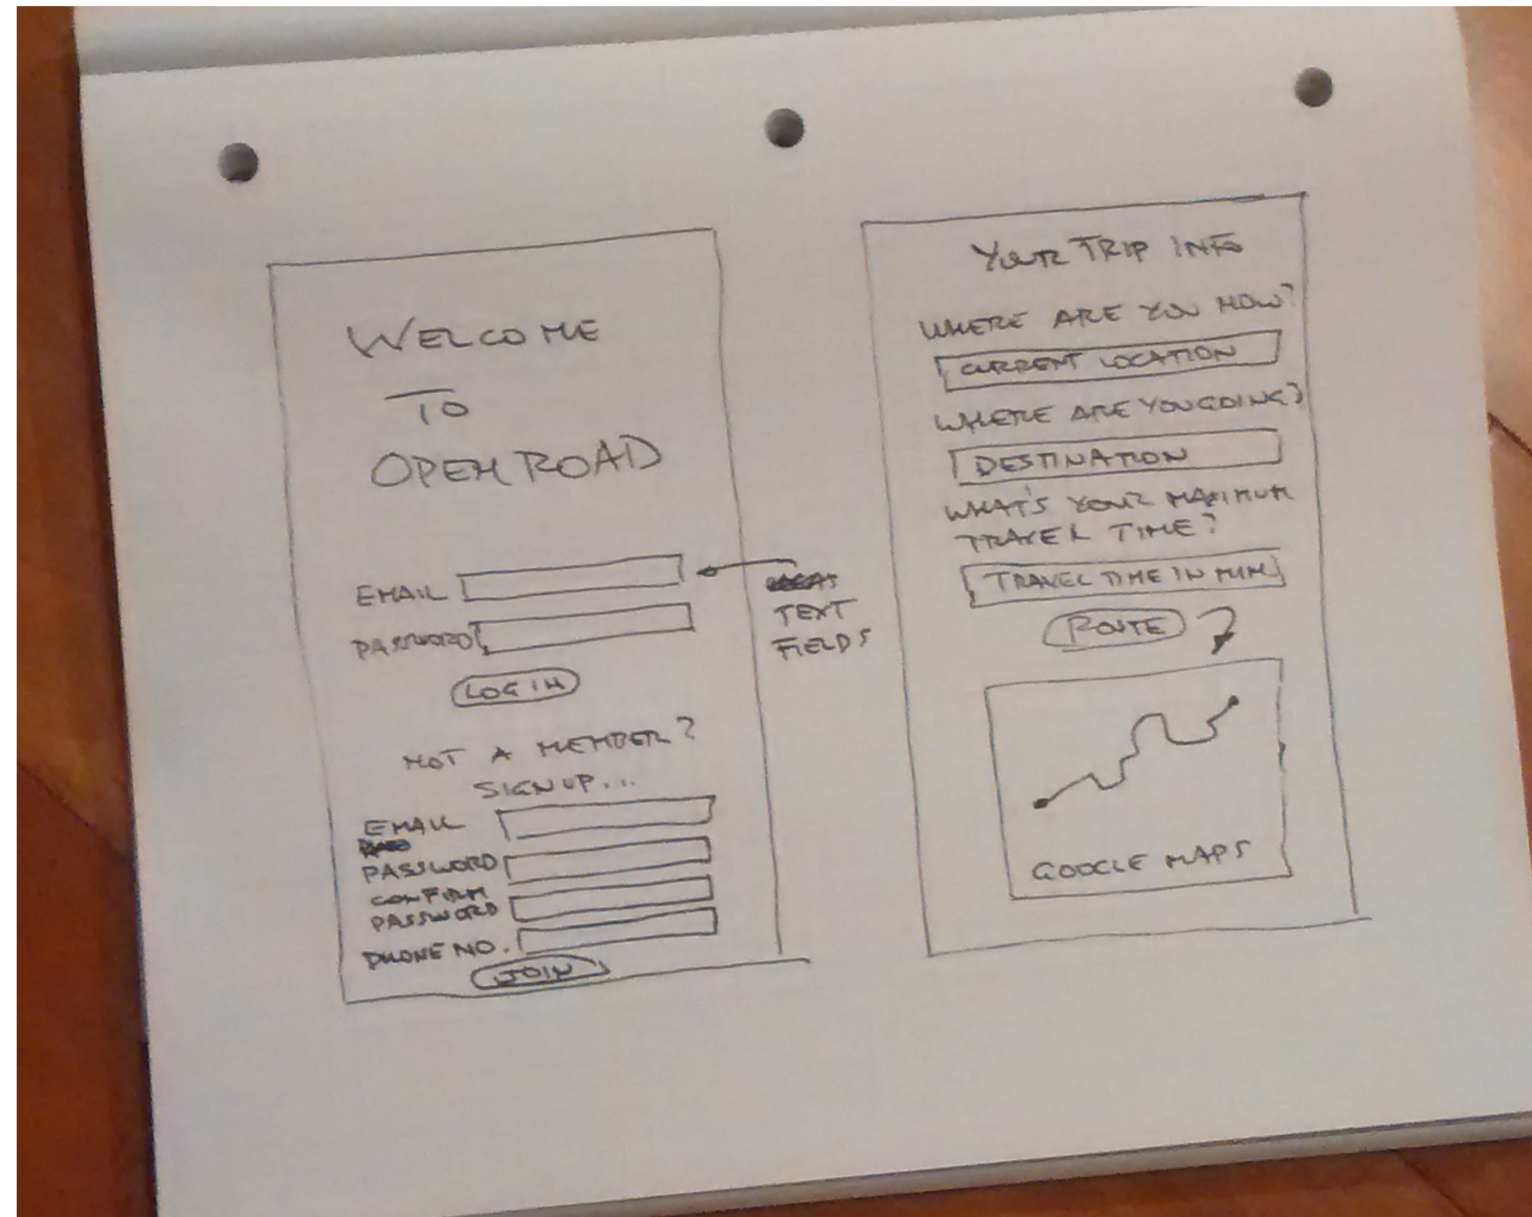 WELCOME
TO
OPEN ROAD
EMAIL
PASSWORD
LOG IN
NOT A MEMBER?
SIGN UP...
EMAIL
PASSWORD
CONFIRM
PASSWORD
PHONE NO.
JOIN
TEXT
FIELDS
YOUR TRIP INFO
WHERE ARE YOU NOW?
CURRENT LOCATION
WHERE ARE YOU GOING?
DESTINATION
WHAT'S YOUR MAXIMUM
TRAVEL TIME?
TRAVEL TIME IN MIN
ROUTE
GOOGLE MAPS